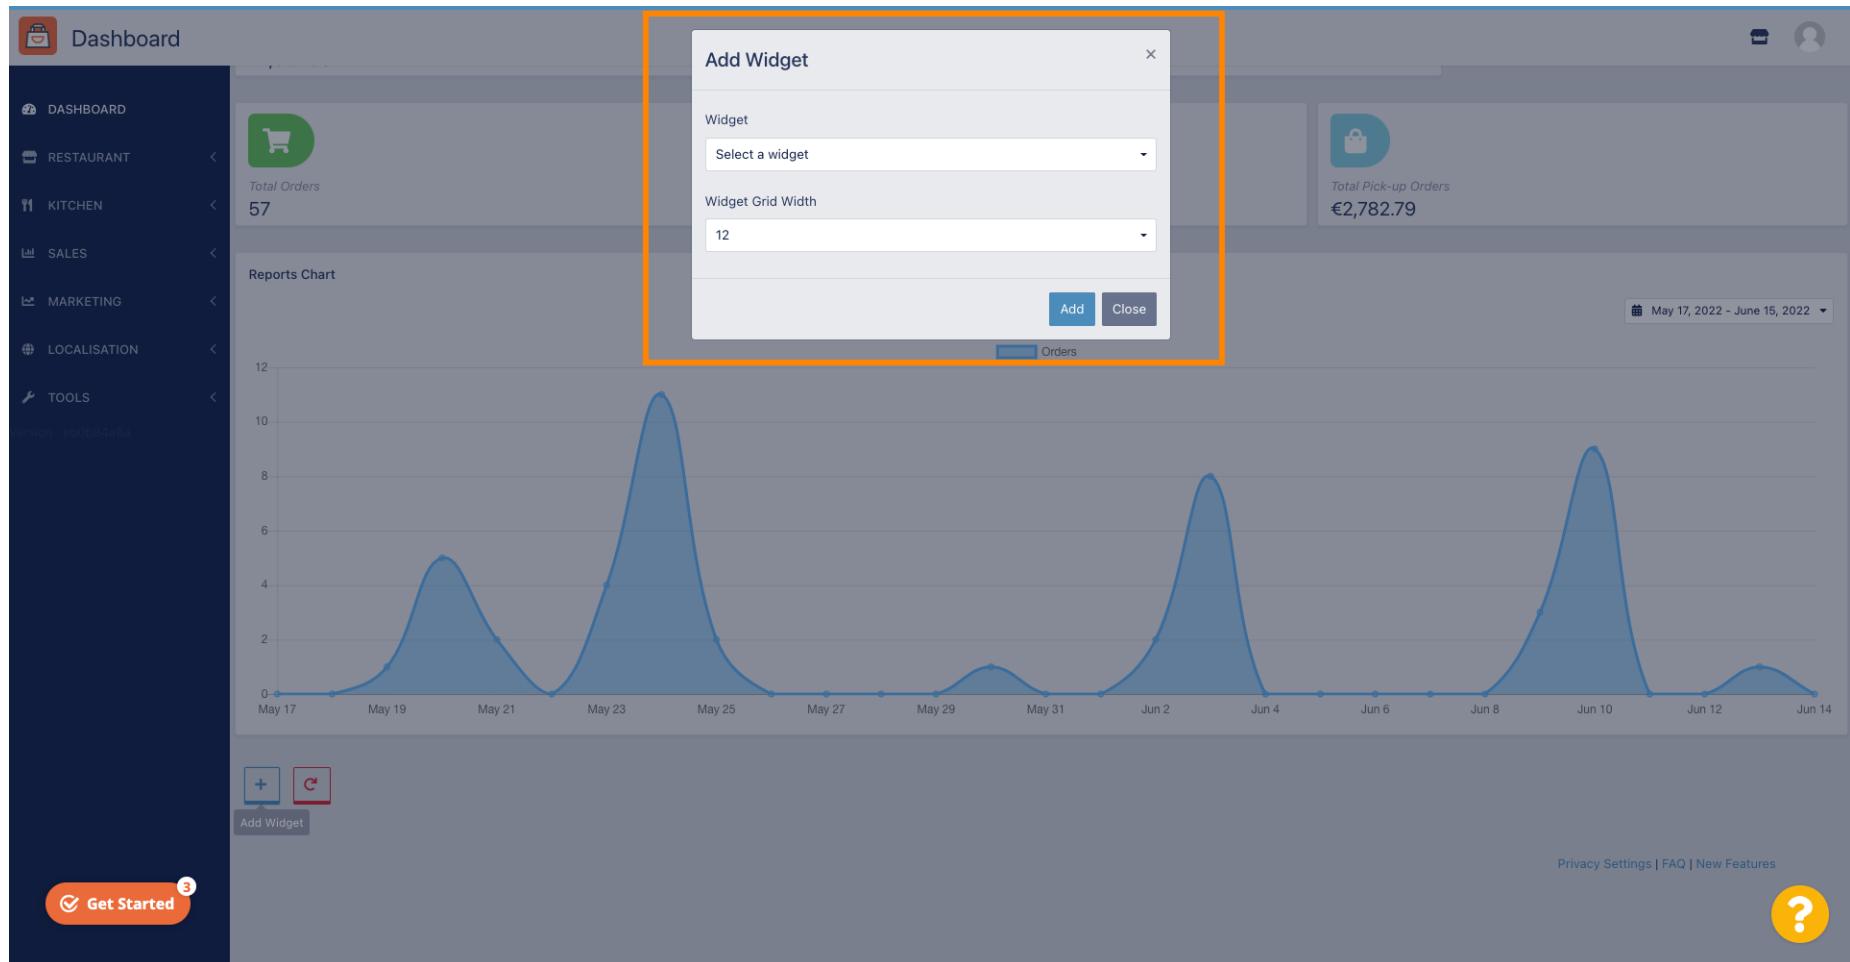 Dashboard
Add Widget
×
DASHBOARD
RESTAURANT
KITCHEN
SALES
MARKETING
LOCALISATION
TOOLS
Widget
Select a widget
Widget Grid Width
12
Add
Close
Total Orders
57
Total Pick-up Orders
€2,782.79
Reports Chart
May 17, 2022 - June 15, 2022
Orders
12
10
8
6
4
2
0
May 17 May 19 May 21 May 23 May 25 May 27 May 29 May 31 Jun 2 Jun 4 Jun 6 Jun 8 Jun 10 Jun 12 Jun 14
+
Add Widget
Privacy Settings | FAQ | New Features
Get Started
3
?